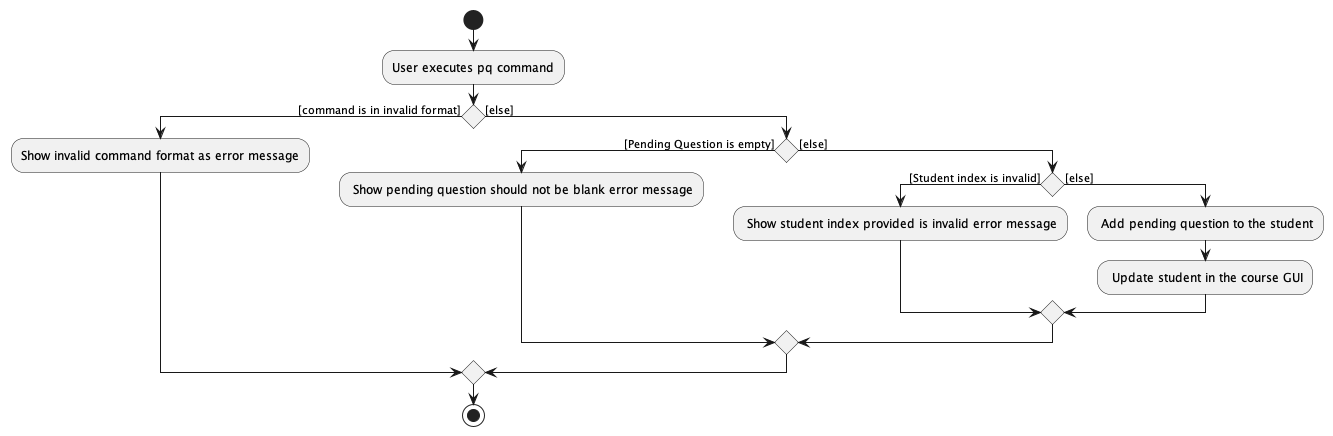 User executes pq command
[command is in invalid format]
[else]
Show invalid command format as error message
[Pending Question is empty]
[else]
Show pending question should not be blank error message
[Student index is invalid]
[else]
Show student index provided is invalid error message
Add pending question to the student
Update student in the course GUI